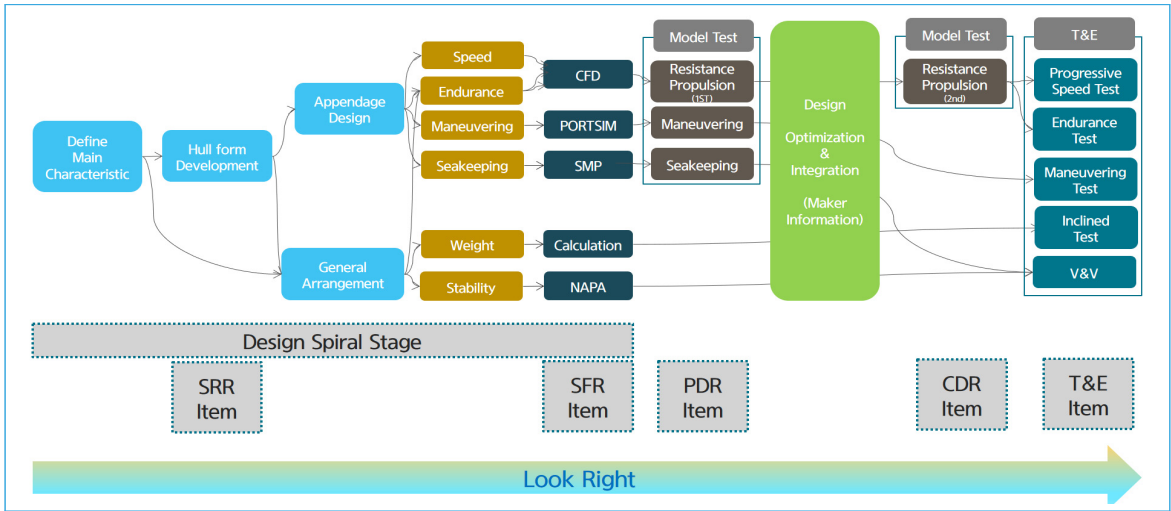 Define
Main
Characteristic
Hull form
Development
Appendage
Design
General
Arrangement
Speed
Endurance
Maneuvering
Seakeeping
Weight
Stability
CFD
PORTSIM
SMP
Calculation
NAPA
Model Test
Resistance
Propulsion
(1ST)
Maneuvering
Seakeeping
Design
Optimization
&
Integration
(Maker
Information)
Model Test
Resistance
Propulsion
(2nd)
T&E
Progressive
Speed Test
Endurance
Test
Maneuvering
Test
Inclined
Test
V&V
Design Spiral Stage
SRR
Item
SFR
Item
PDR
Item
CDR
Item
T&E
Item
Look Right